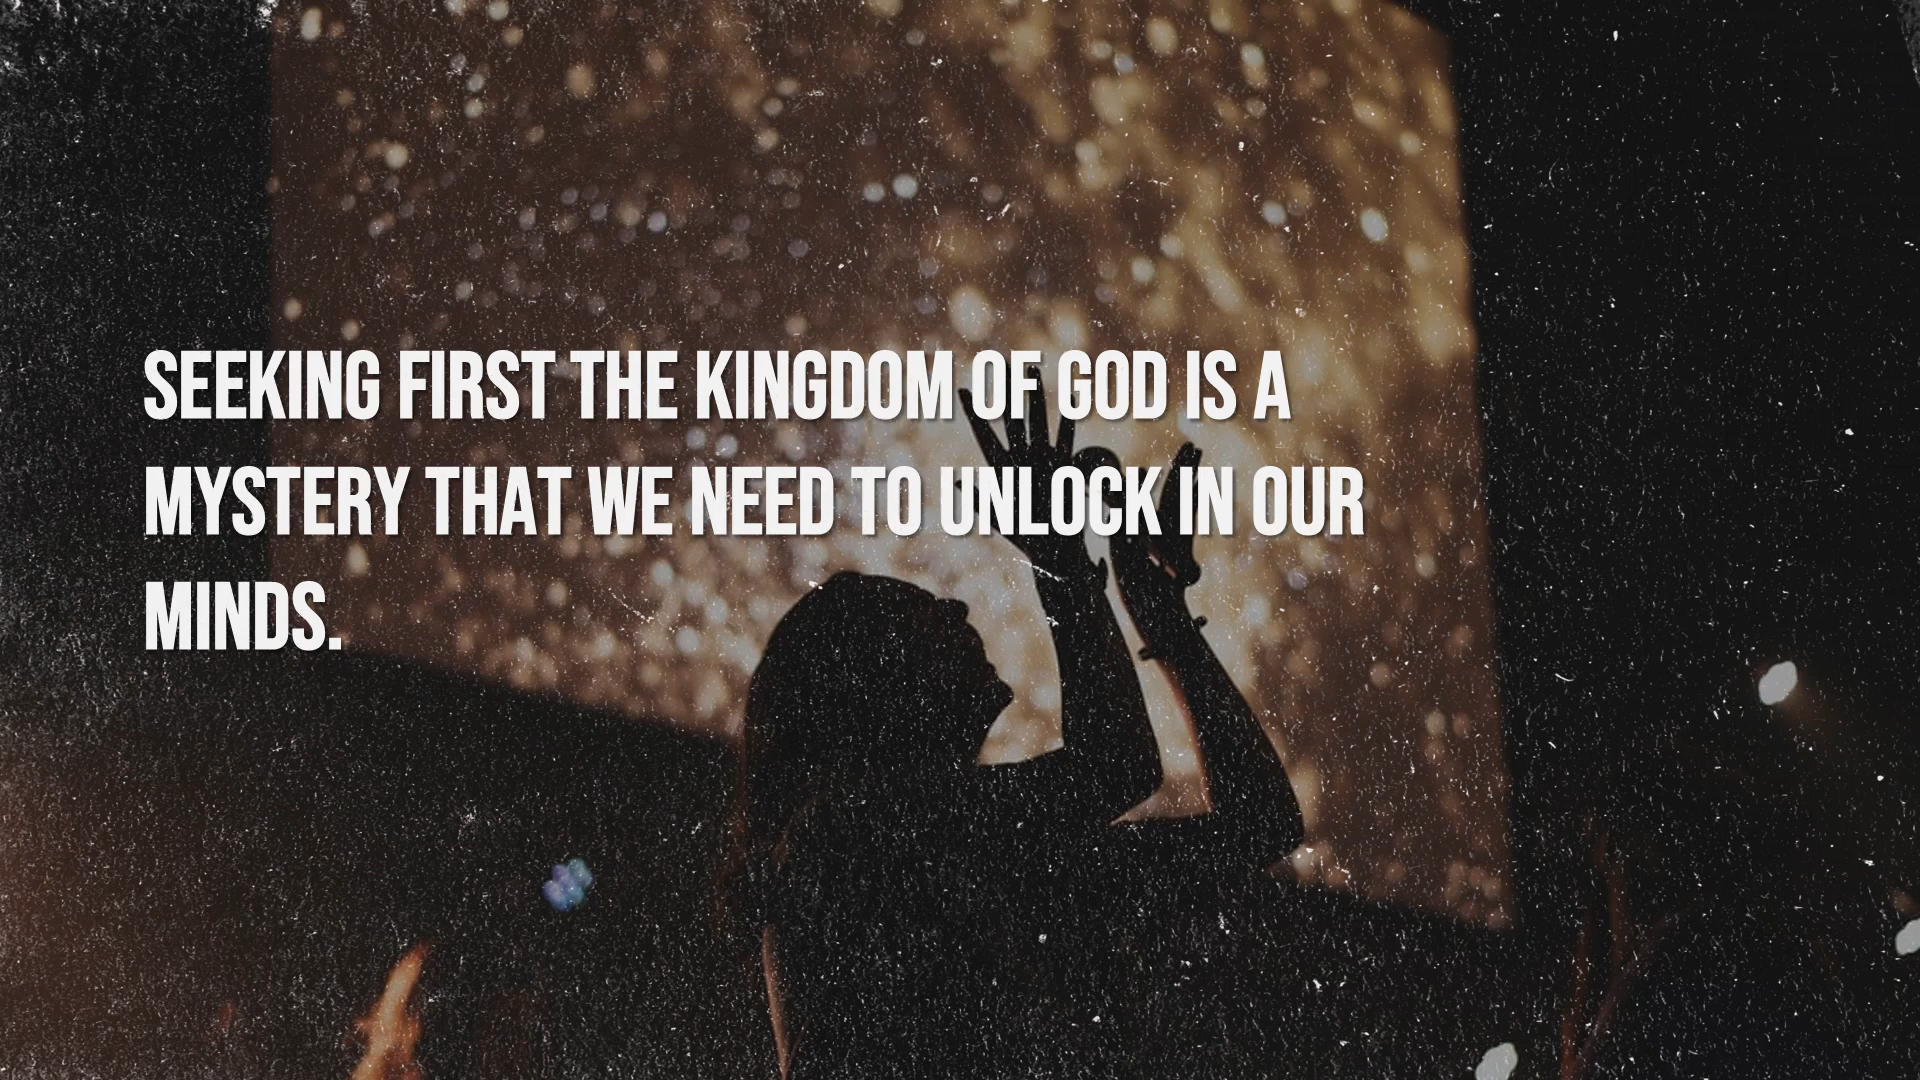 SEEKING FIRST THE KINGDOM OF GOD IS A
MYSTERY THAT WE NEED TO UNLOCK IN OUR
MINDS.